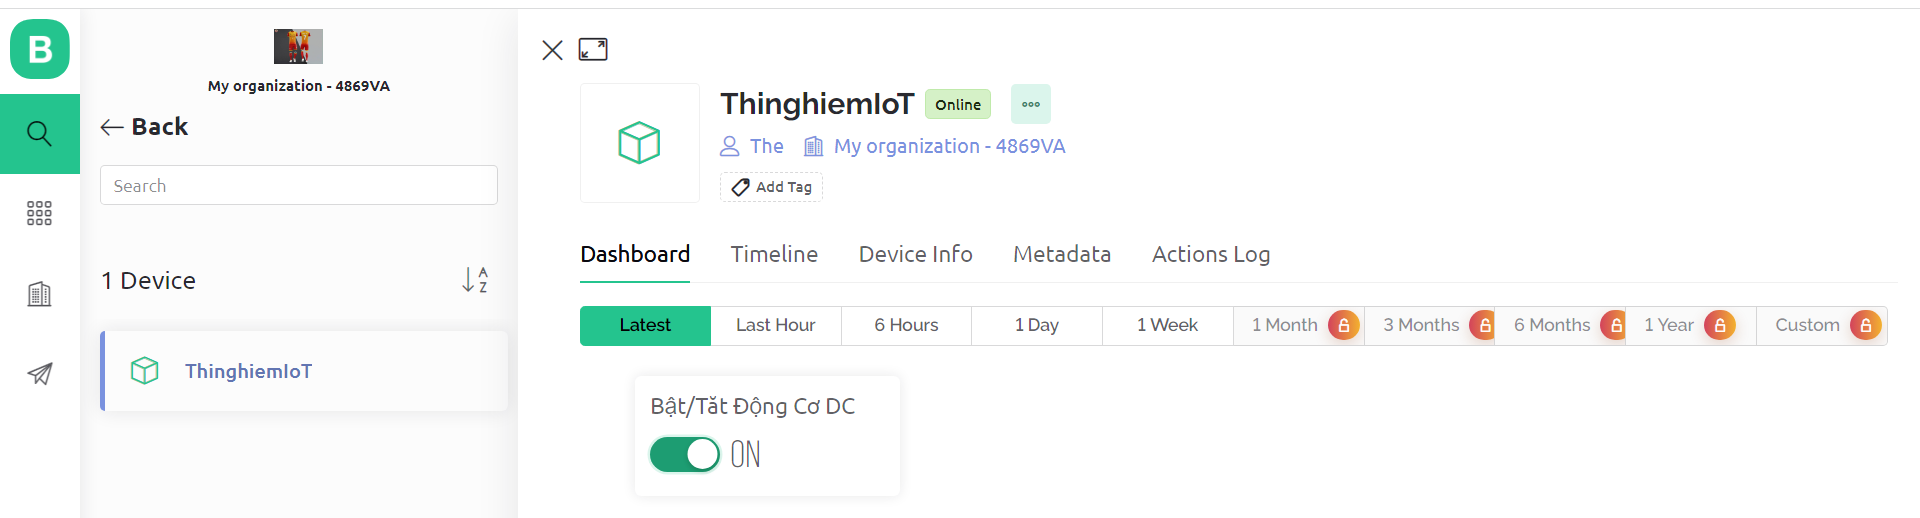 B
My organization - 4869VA
Back
Search
1 Device
A
Z
ThinghiemIoT
ThinghiemIoT Online
The My organization - 4869VA
Add Tag
Dashboard Timeline Device Info Metadata Actions Log
Latest Last Hour 6 Hours 1 Day 1 Week 1 Month 3 Months 6 Months 1 Year Custom
Bật/Tắt Động Cơ DC
ON